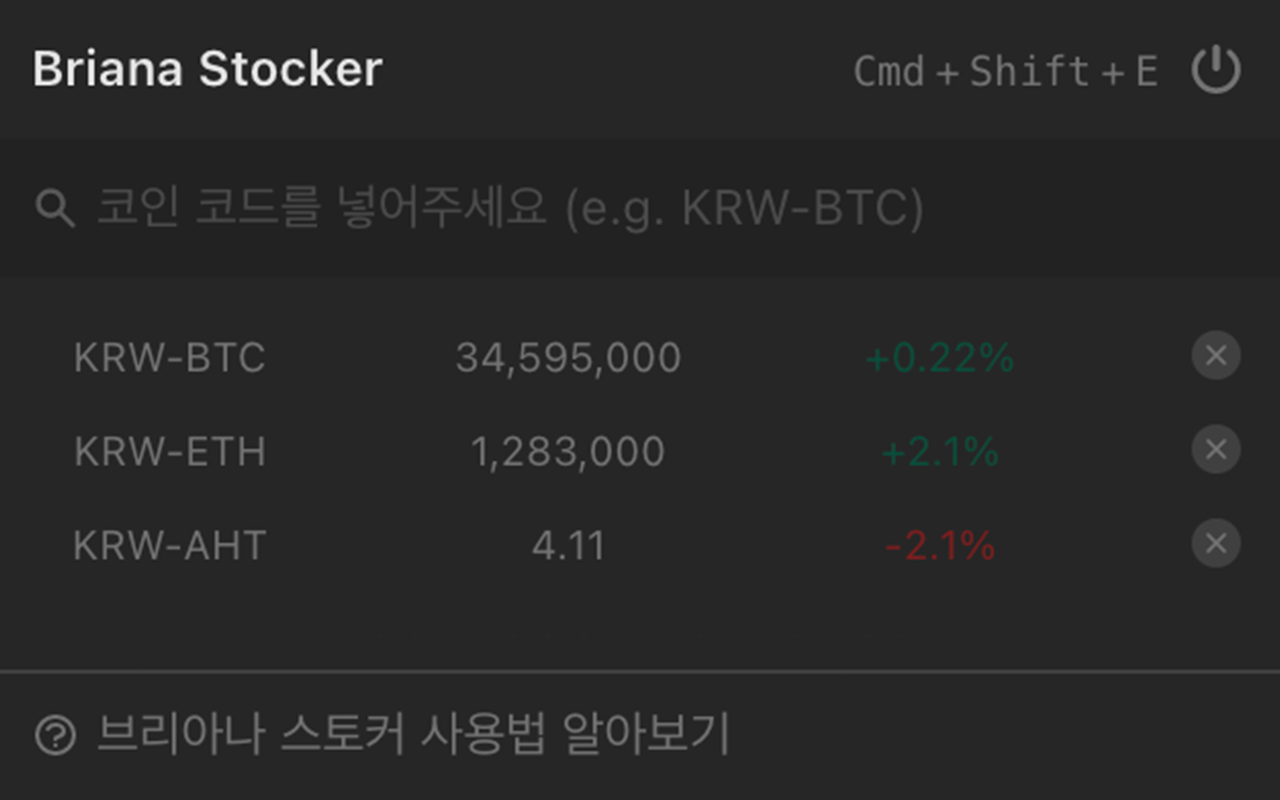 Briana Stocker Cmd + Shift + E
코인 코드를 넣어주세요 (e.g. KRW-BTC)
KRW-BTC 34,595,000 +0.22%
KRW-ETH 1,283,000 +2.1%
KRW-AHT 4.11 -2.1%
브리아나 스토커 사용법 알아보기